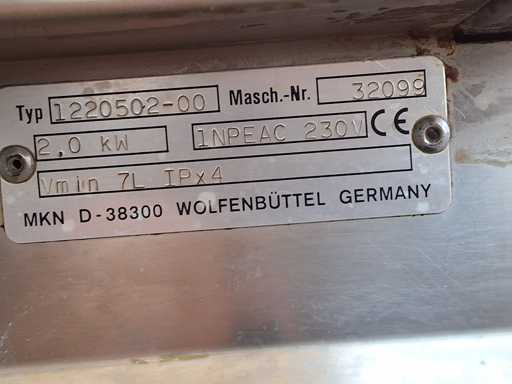 Typ 1220502-00 Masch.-Nr. 32099
2,0 kW 1NPEAC 230V CE
Vmin 7L IPx4
MKN D-38300 WOLFENBÜTTEL GERMANY